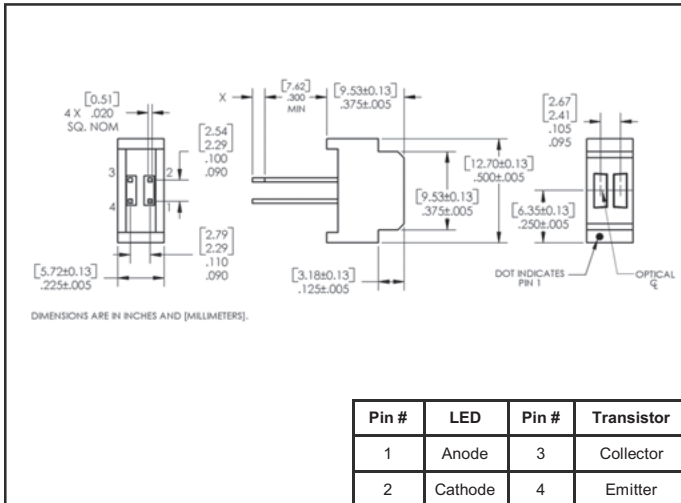 [0.51]
4 X .020
SQ. NOM
3
2
4
1
[2.54
2.29]
.100
.090
[2.79
2.29]
.110
.090
[5.72±0.13]
.225±.005
X
[7.62]
.300
MIN
[9.53±0.13]
.375±.005
[12.70±0.13]
.500±.005
[9.53±0.13]
.375±.005
[3.18±0.13]
.125±.005
[2.67
2.41]
.105
.095
[6.35±0.13]
.250±.005
DOT INDICATES
PIN 1
OPTICAL
℄
DIMENSIONS ARE IN INCHES AND [MILLIMETERS].
Pin # LED Pin # Transistor
1 Anode 3 Collector
2 Cathode 4 Emitter